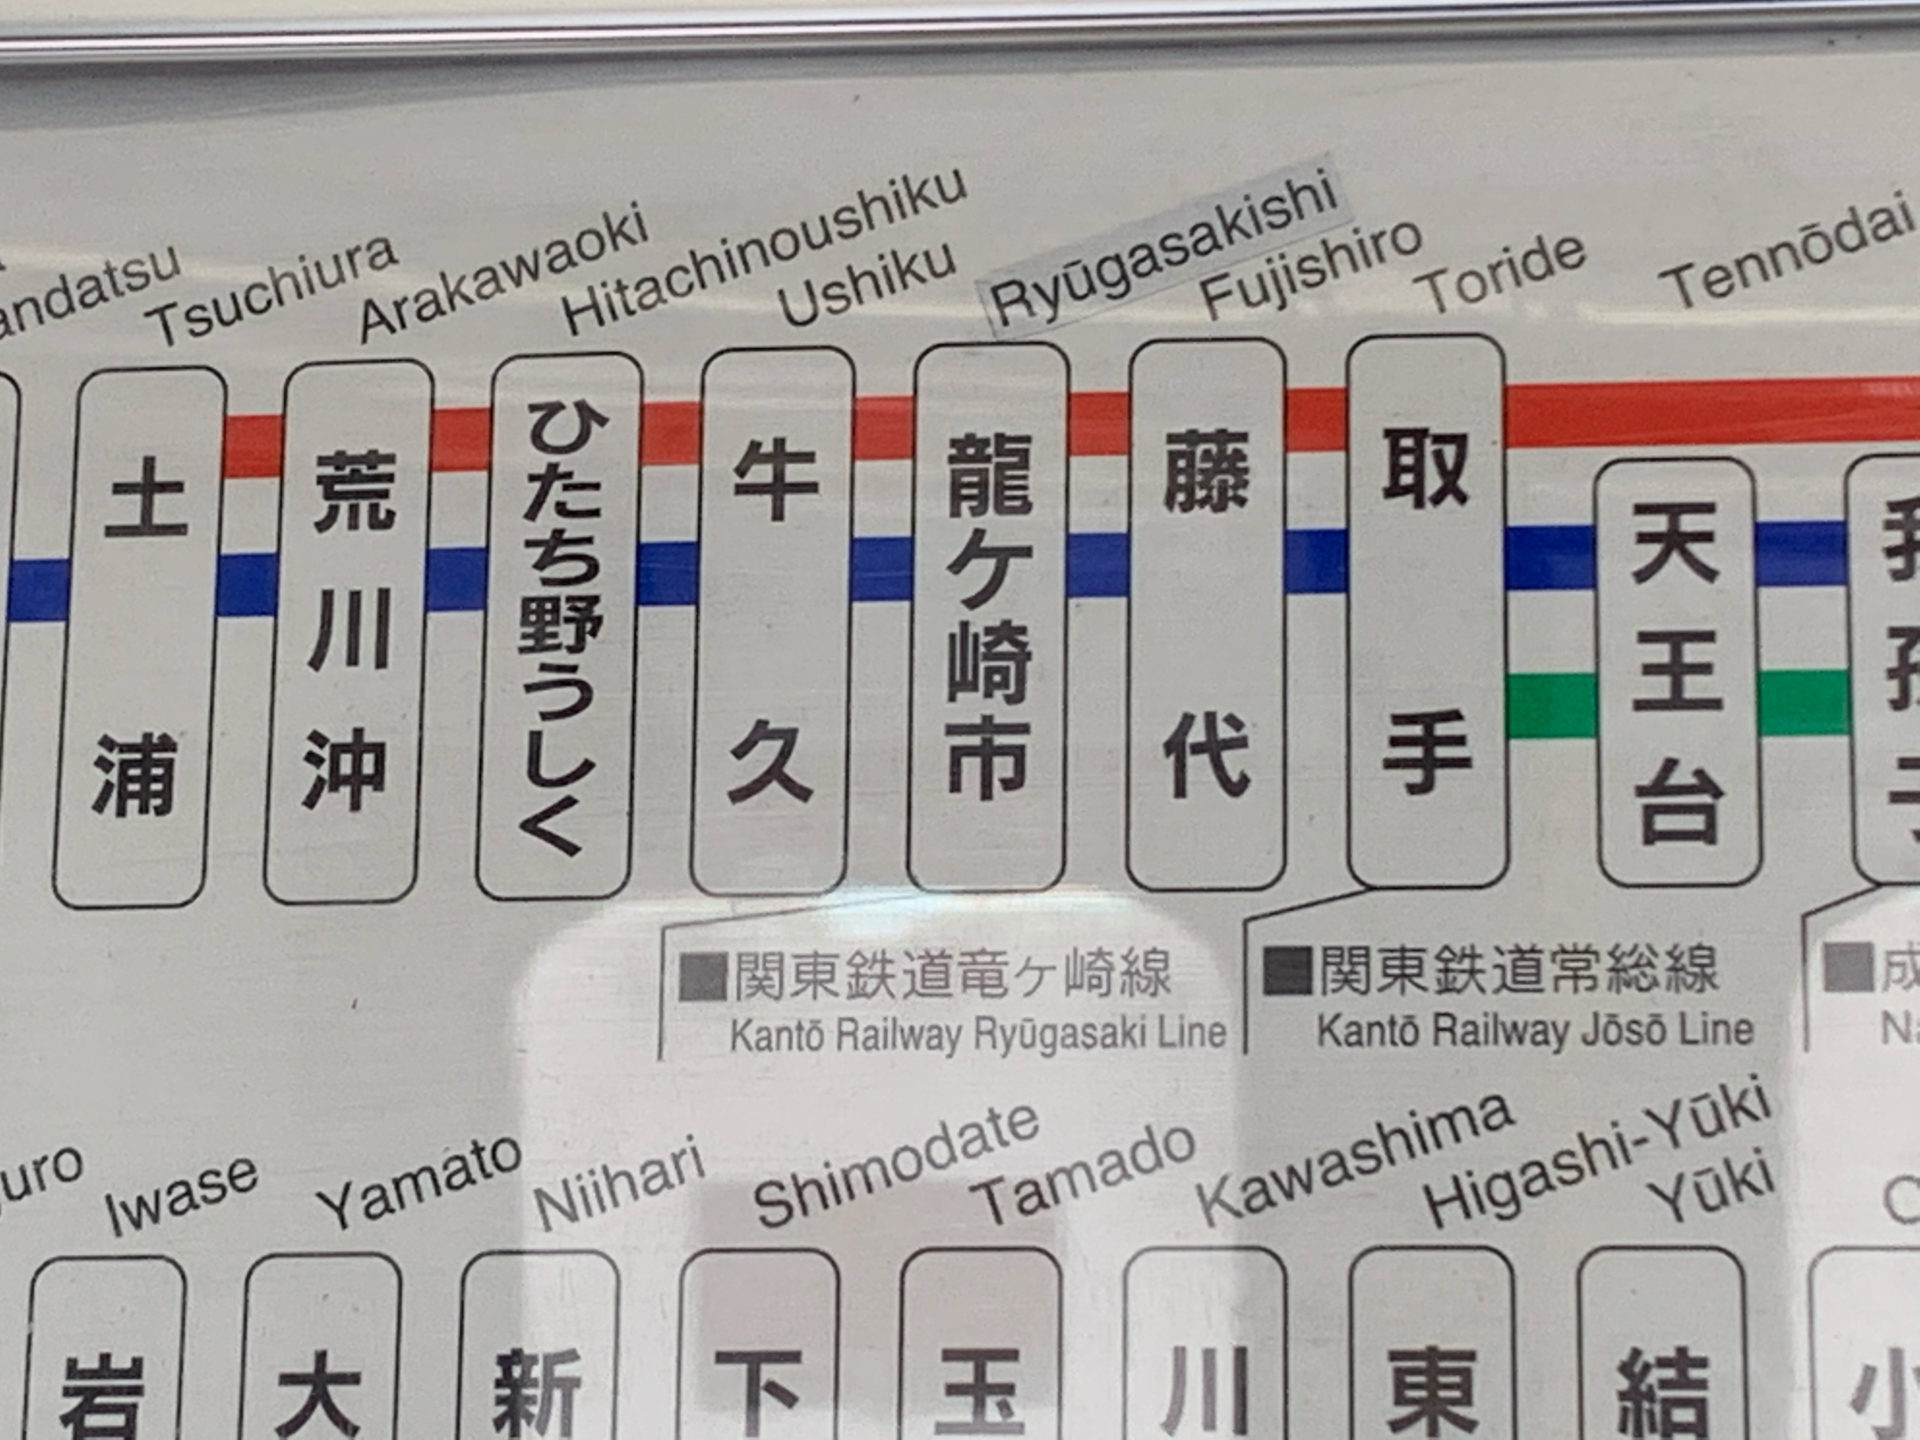 Tsuchiura
Arakawaoki
Hitachinoushiku
Ushiku
Ryūgasakishi
Fujishiro
Toride
Tennōdai
土浦
荒川沖
ひたち野うしく
牛久
龍ケ崎市
藤代
取手
天王台
■関東鉄道竜ヶ崎線
Kantō Railway Ryūgasaki Line
■関東鉄道常総線
Kantō Railway Jōsō Line
Iwase
Yamato
Niihari
Shimodate
Tamado
Kawashima
Higashi-Yūki
Yūki
岩
大
新
下
玉
川
東
結
小